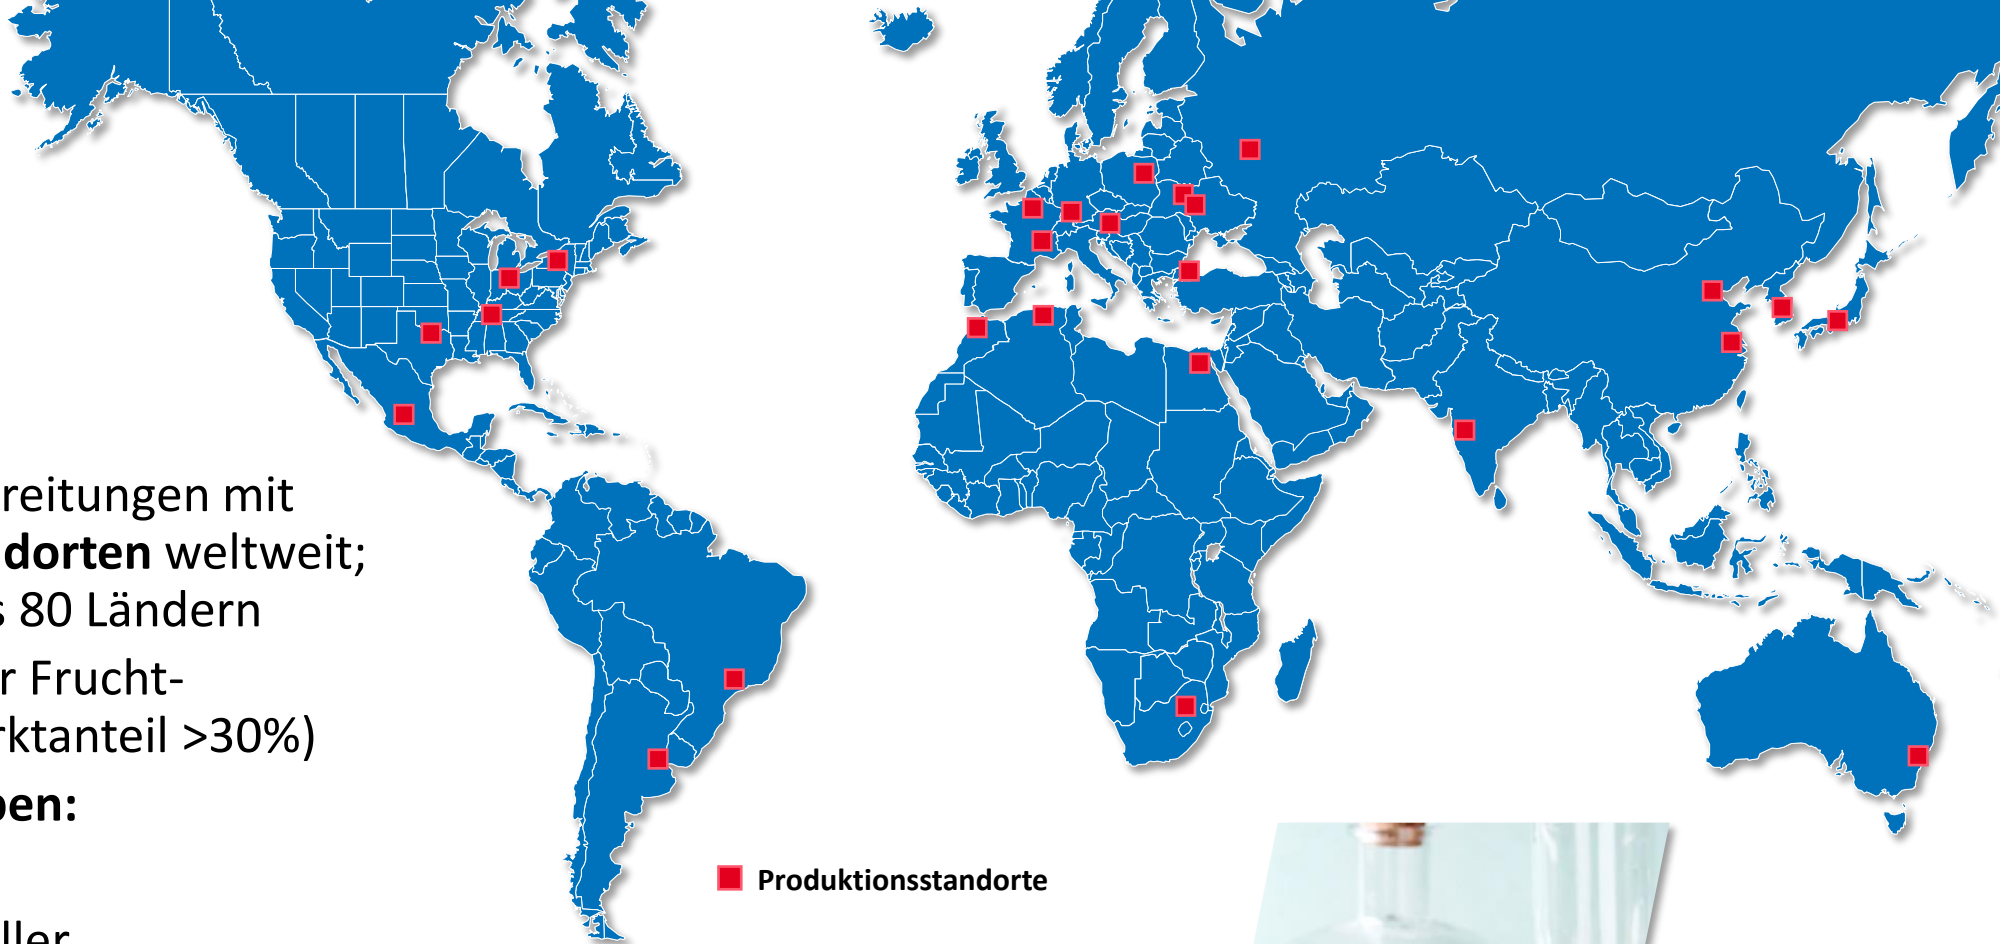 reitungen mit
dorten weltweit;
s 80 Ländern
r Frucht-
rktanteil >30%)
en:
ller
Produktionsstandorte